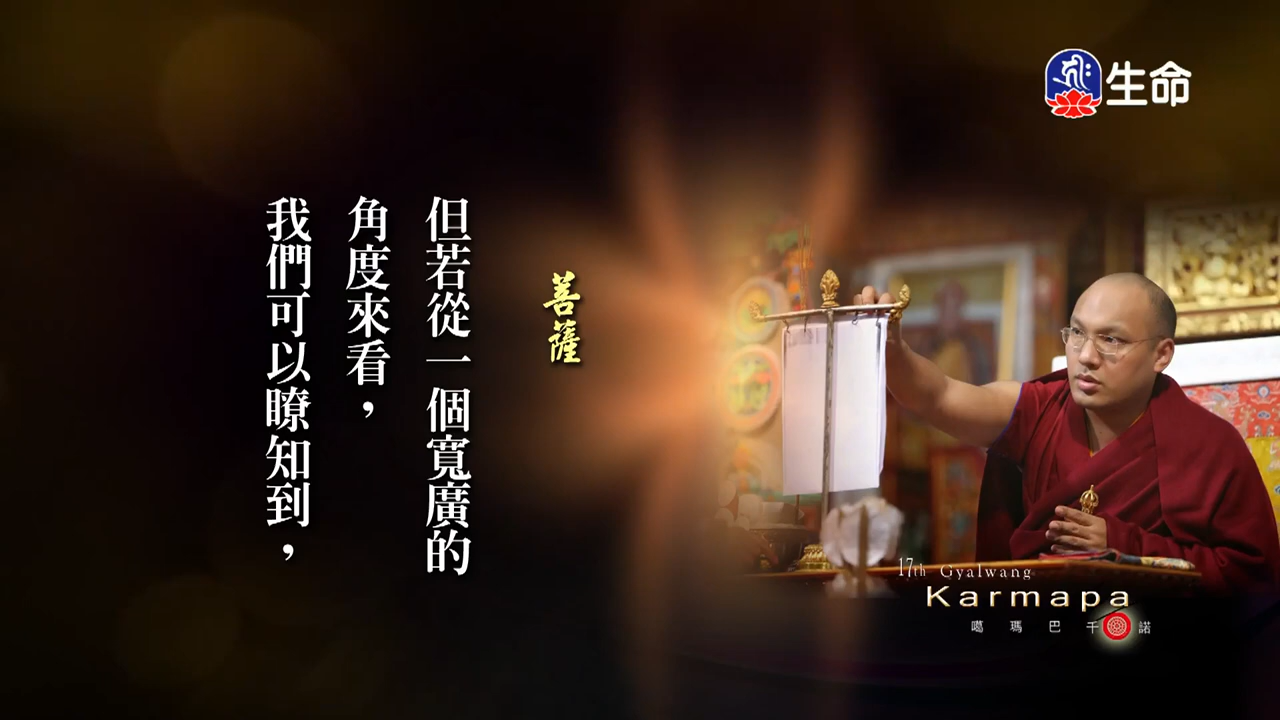 生命
菩薩
但若從一個寬廣的
角度來看，
我們可以瞭知到，
17th Gyalwang
Karmapa
噶瑪巴千諾